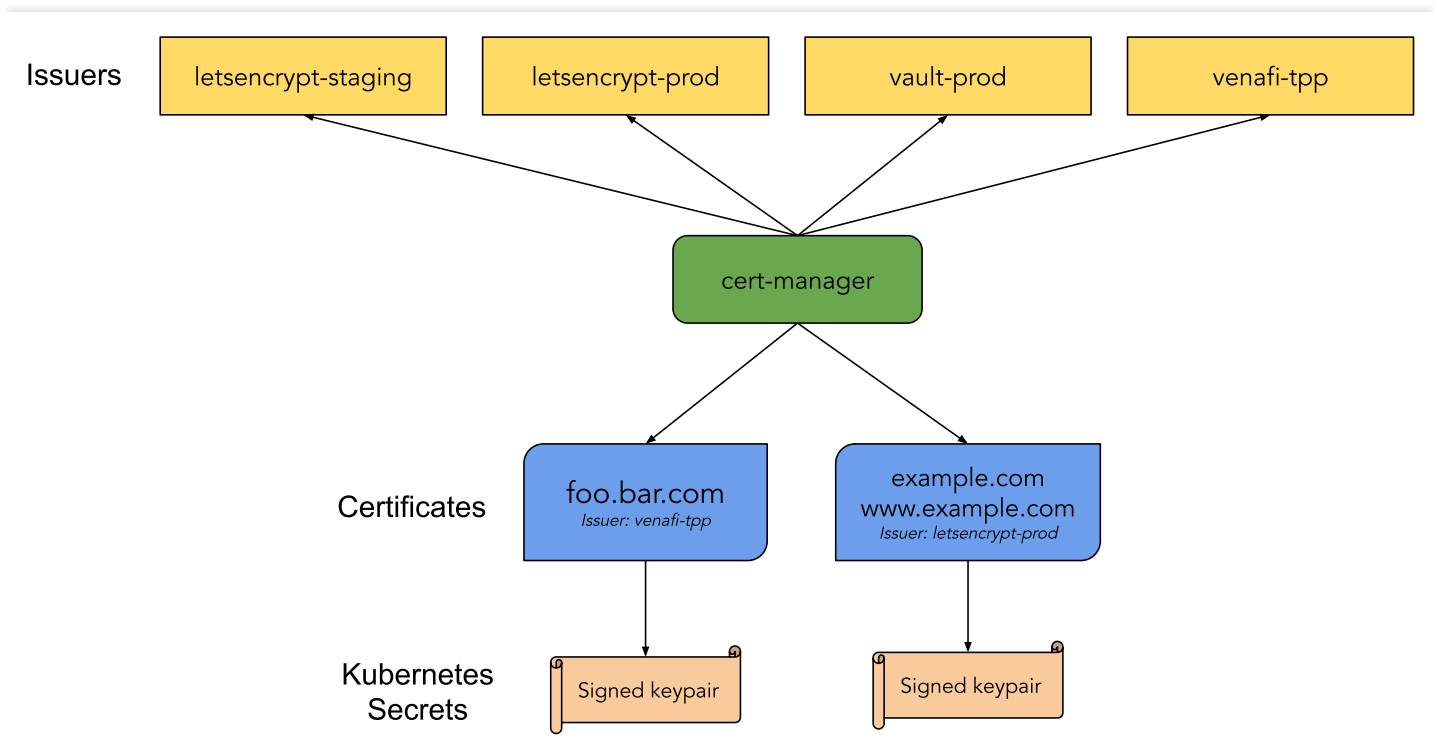 Issuers
letsencrypt-staging
letsencrypt-prod
vault-prod
venafi-tpp
cert-manager
Certificates
foo.bar.com
Issuer: venafi-tpp
example.com
www.example.com
Issuer: letsencrypt-prod
Kubernetes
Secrets
Signed keypair
Signed keypair